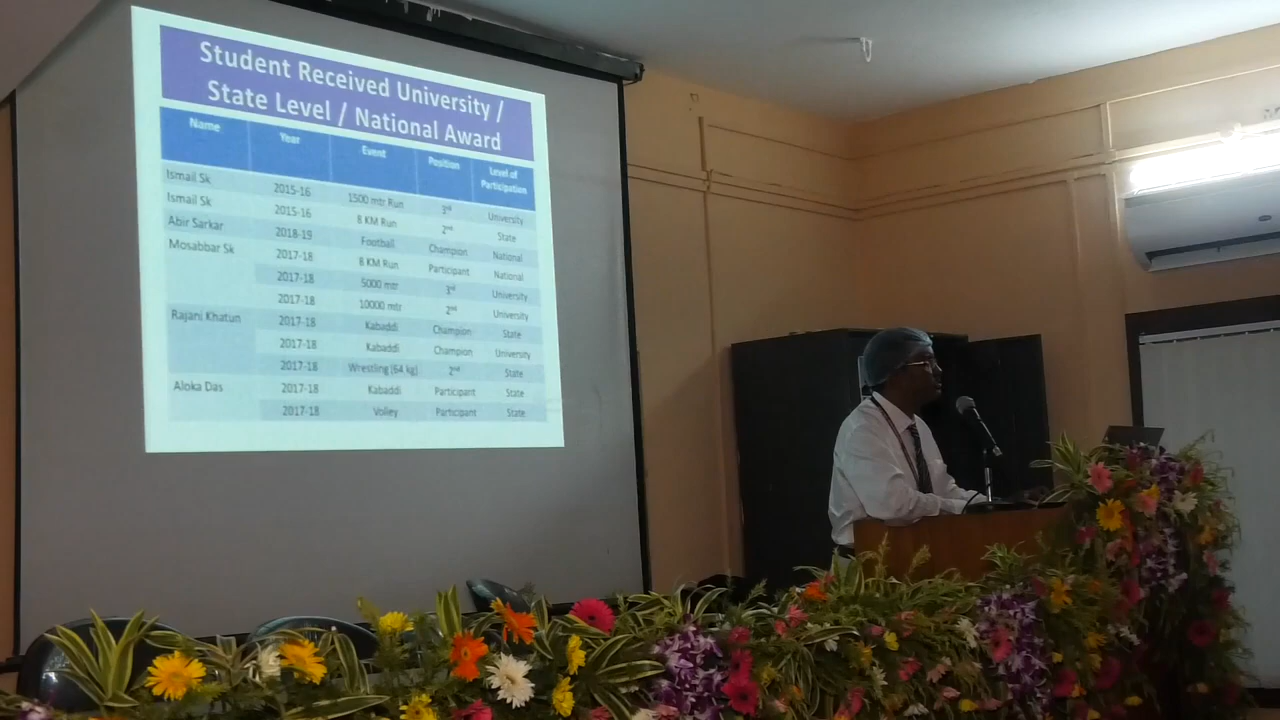 Student Received University /
State Level / National Award
Name Year Event Position Level of Participation
Ismail Sk 2015-16 1500 mtr Run 3rd University
Ismail Sk 2015-16 8 KM Run 2nd State
Abir Sarkar 2018-19 Football Champion National
Mosabbar Sk 2017-18 8 KM Run Participant National
2017-18 5000 mtr 3rd University
2017-18 10000 mtr 2nd University
Rajani Khatun 2017-18 Kabaddi Champion State
2017-18 Kabaddi Champion University
2017-18 Wrestling (64 kg) 2nd State
Aloka Das 2017-18 Kabaddi Participant State
2017-18 Volley Participant State